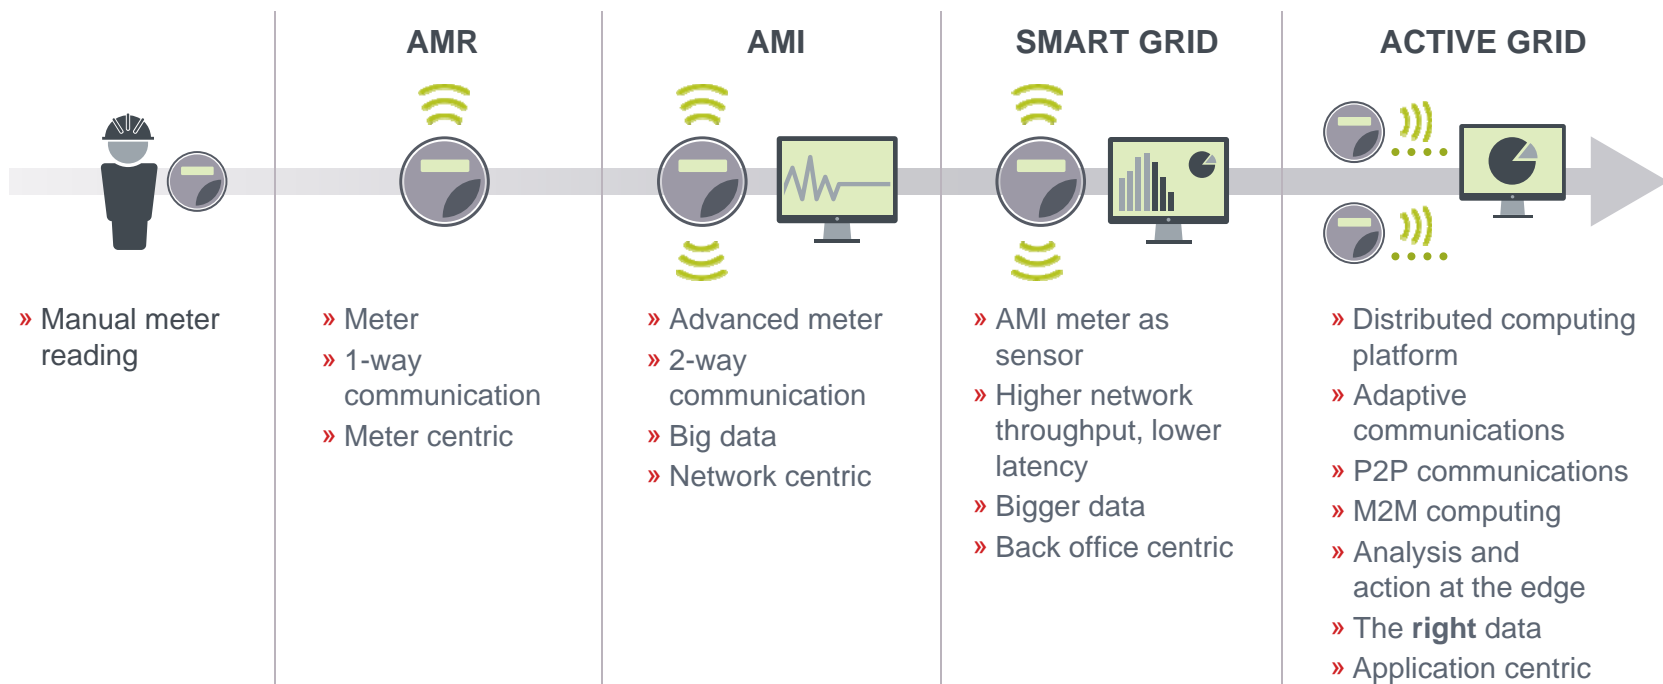 » Manual meter
reading
AMR
» Meter
» 1-way
communication
» Meter centric
AMI
» Advanced meter
» 2-way
communication
» Big data
» Network centric
SMART GRID
» AMI meter as
sensor
» Higher network
throughput, lower
latency
» Bigger data
» Back office centric
ACTIVE GRID
» Distributed computing
platform
» Adaptive
communications
» P2P communications
» M2M computing
» Analysis and
action at the edge
» The right data
» Application centric